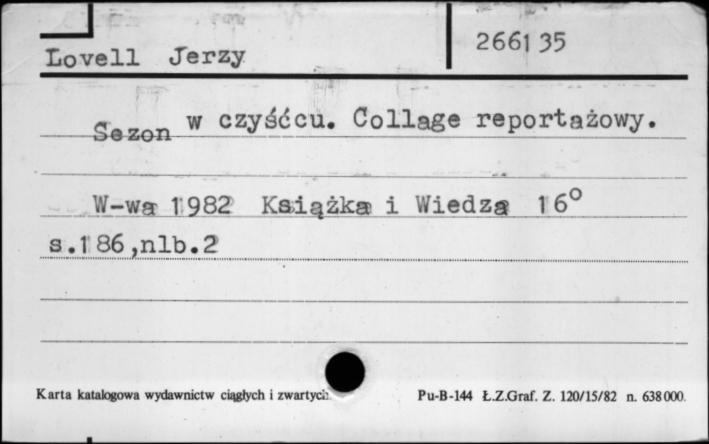 Lovell Jerzy
266135
Sezon w czyśćcu. Collage reportażowy.
W-wa 1982 Książka i Wiedza 16°
s.186,nlb.2
Karta katalogowa wydawnictw ciągłych i zwartych
Pu-B-144 Ł.Z.Graf. Z. 120/15/82 n. 638000.